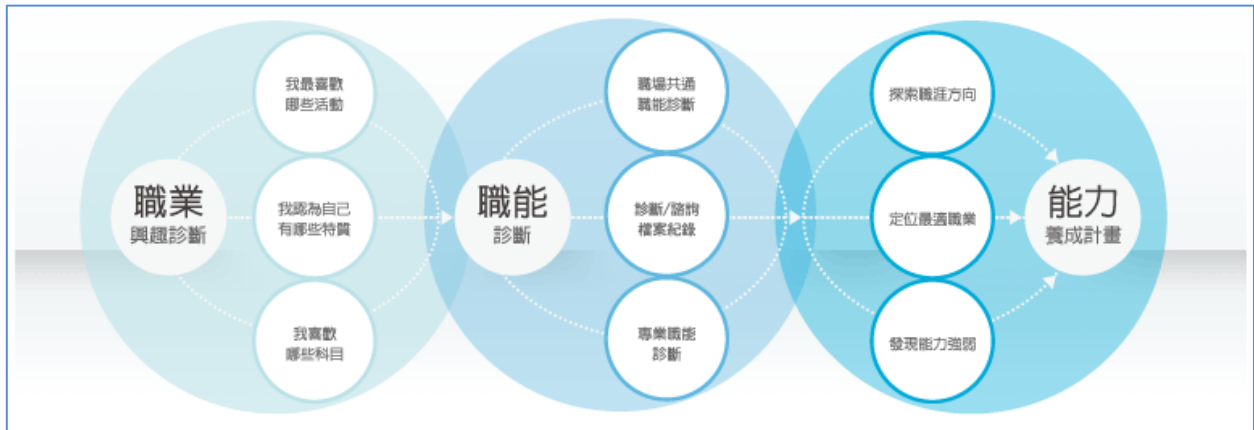 職業
興趣診斷
我最喜歡
哪些活動
我認為自己
有哪些特質
我喜歡
哪些科目
職能
診斷
職場共通
職能診斷
診斷/諮詢
檔案紀錄
專業職能
診斷
探索職涯方向
定位最適職業
發現能力強弱
能力
養成計畫